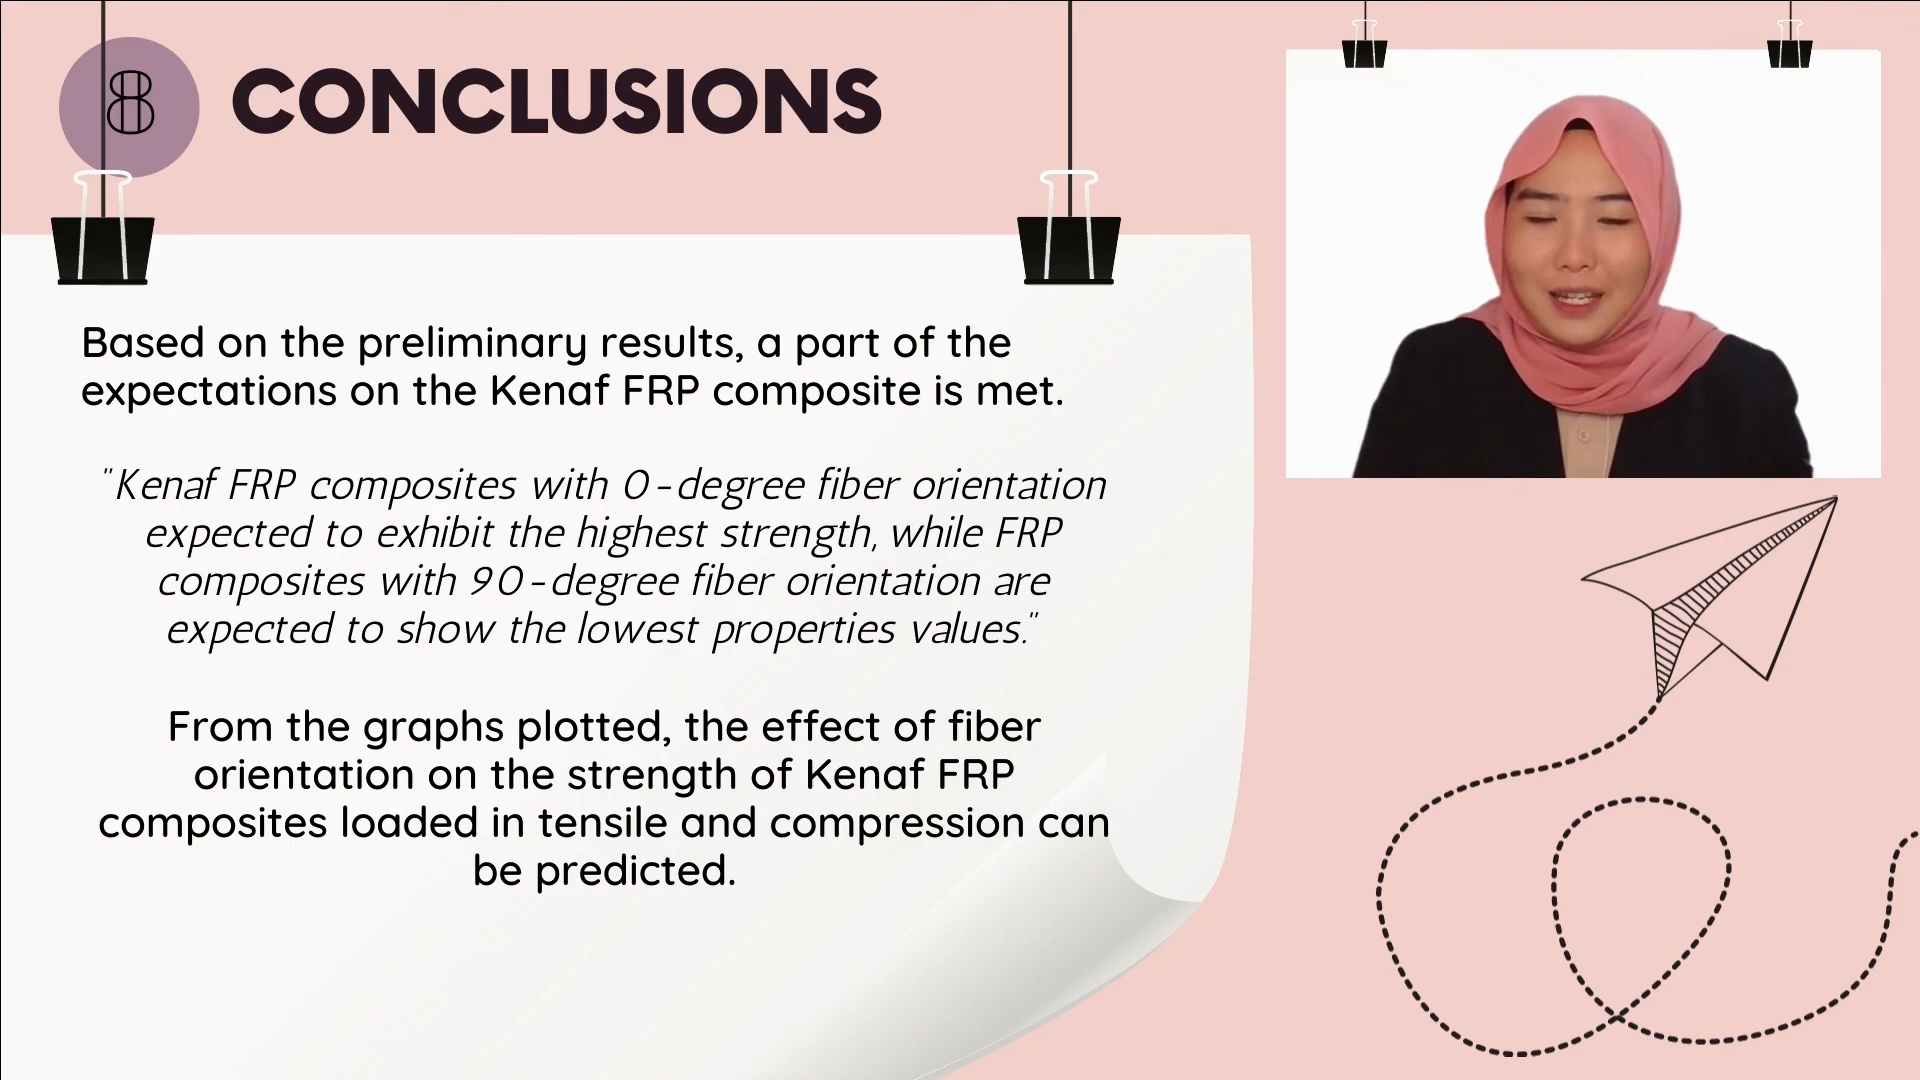 8 CONCLUSIONS
Based on the preliminary results, a part of the
expectations on the Kenaf FRP composite is met.
"Kenaf FRP composites with 0-degree fiber orientation
expected to exhibit the highest strength, while FRP
composites with 90-degree fiber orientation are
expected to show the lowest properties values."
From the graphs plotted, the effect of fiber
orientation on the strength of Kenaf FRP
composites loaded in tensile and compression can
be predicted.